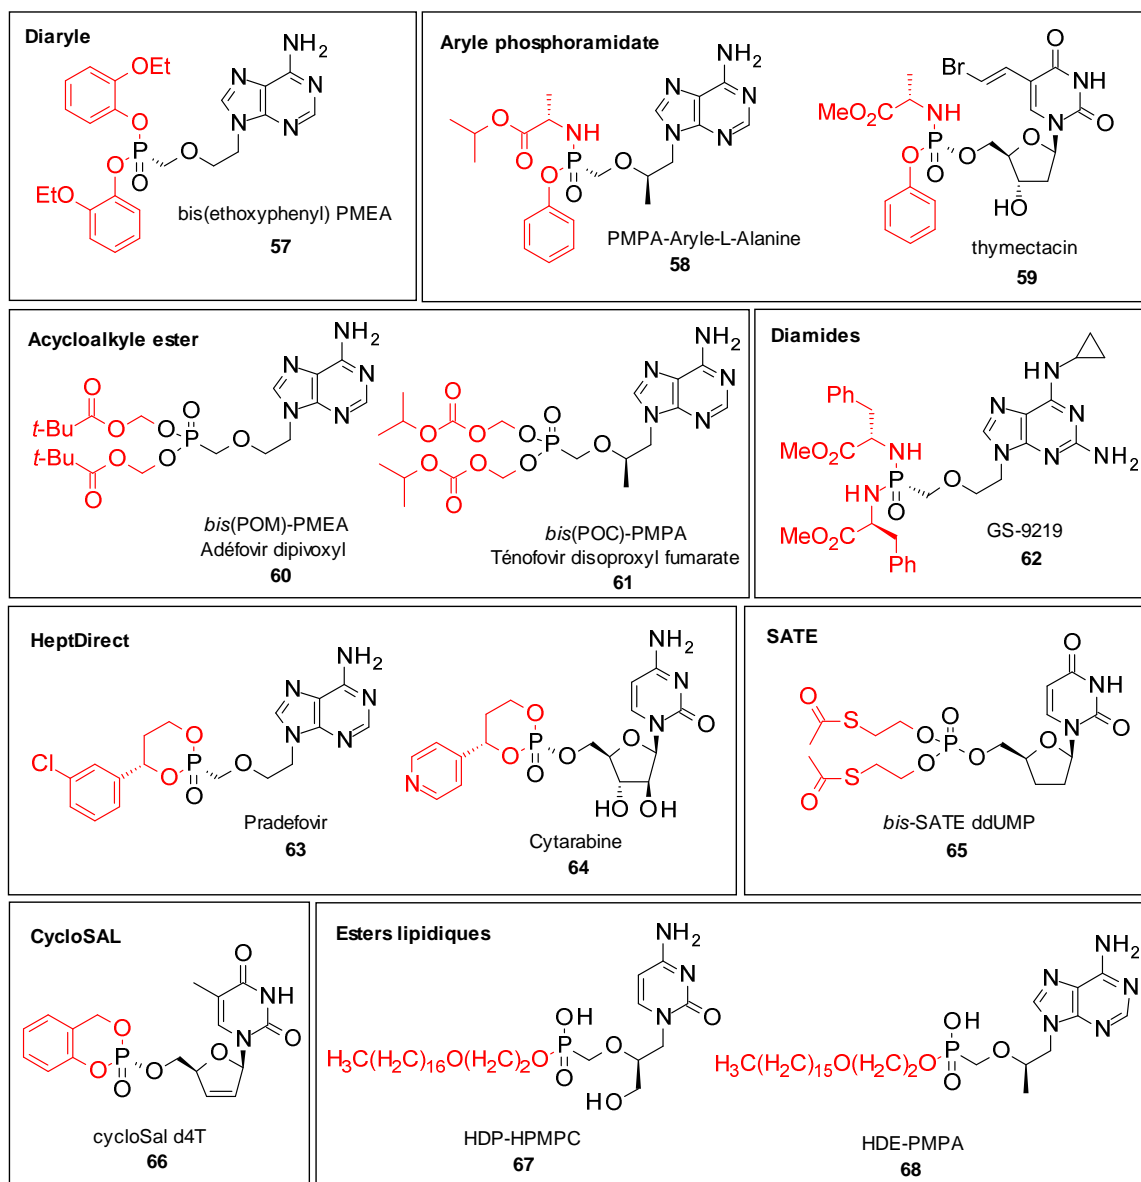 Diaryle
OEt
O
O
P
O
EtO
O
NH2
N
N
N
N
bis(ethoxyphenyl) PMEA
57
Aryle phosphoramidate
NH2
N
N
N
N
O
O
NH
P
O
O
O
PMPA-Aryle-L-Alanine
58
Br
O
NH
N
O
MeO2C
NH
P
O
O
O
O
HO
thymectacin
59
Acycloalkyle ester
NH2
N
N
N
N
O
t-Bu
O
O
O
P
t-Bu
O
O
O
O
bis(POM)-PMEA
Adéfovir dipivoxyl
60
NH2
N
N
N
N
O
O
O
O
O
P
O
O
O
O
O
O
bis(POC)-PMPA
Ténofovir disoproxyl fumarate
61
Diamides
Ph
HN
N
N
N
N
NH2
MeO2C
NH
HN
P
O
O
MeO2C
Ph
GS-9219
62
HeptDirect
NH2
N
N
N
N
Cl
O
O
P
O
O
Pradefovir
63
NH2
N
N
O
O
O
P
O
O
O
N
HO
OH
Cytarabine
64
SATE
O
NH
N
O
O
S
O
O
P
O
O
S
O
O
bis-SATE ddUMP
65
CycloSAL
O
NH
N
O
O
O
P
O
O
O
cycloSal d4T
66
Esters lipidiques
NH2
N
N
O
OH
H3C(H2C)16O(H2C)2O
P
O
O
HO
HDP-HPMPC
67
NH2
N
N
N
N
OH
H3C(H2C)15O(H2C)2O
P
O
O
HDE-PMPA
68